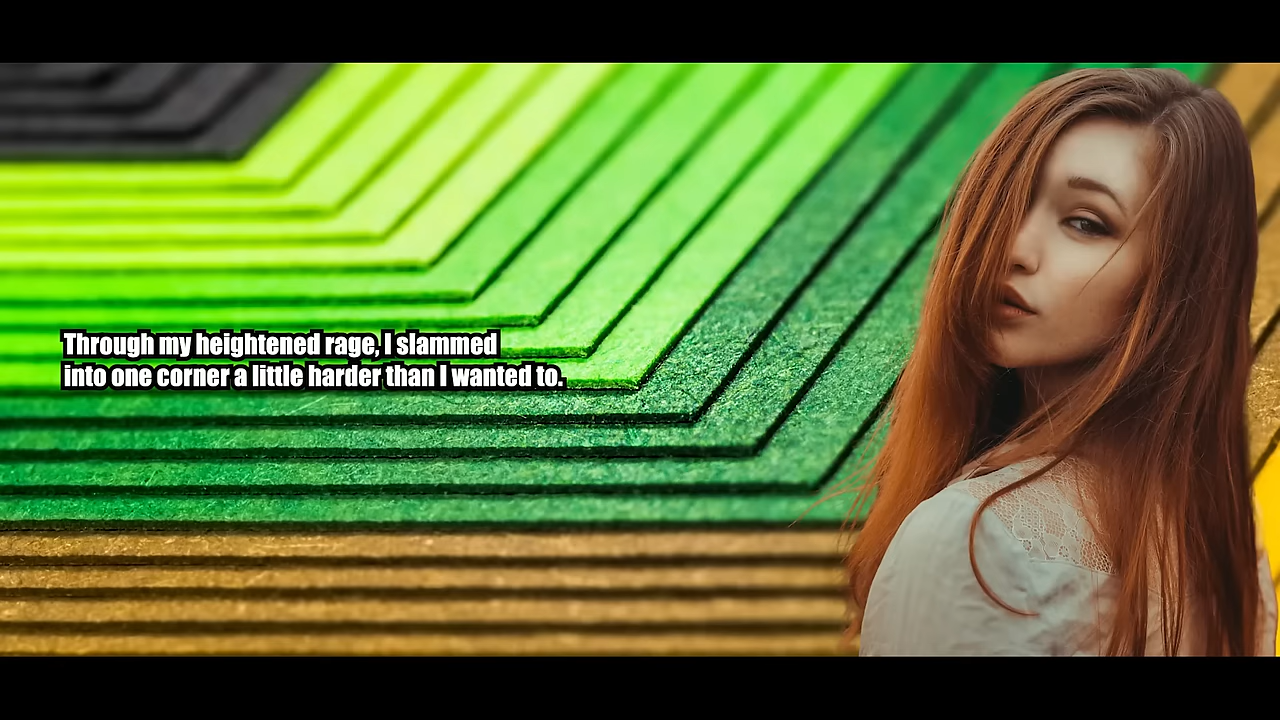 Through my heightened rage, I slammed
into one corner a little harder than I wanted to.